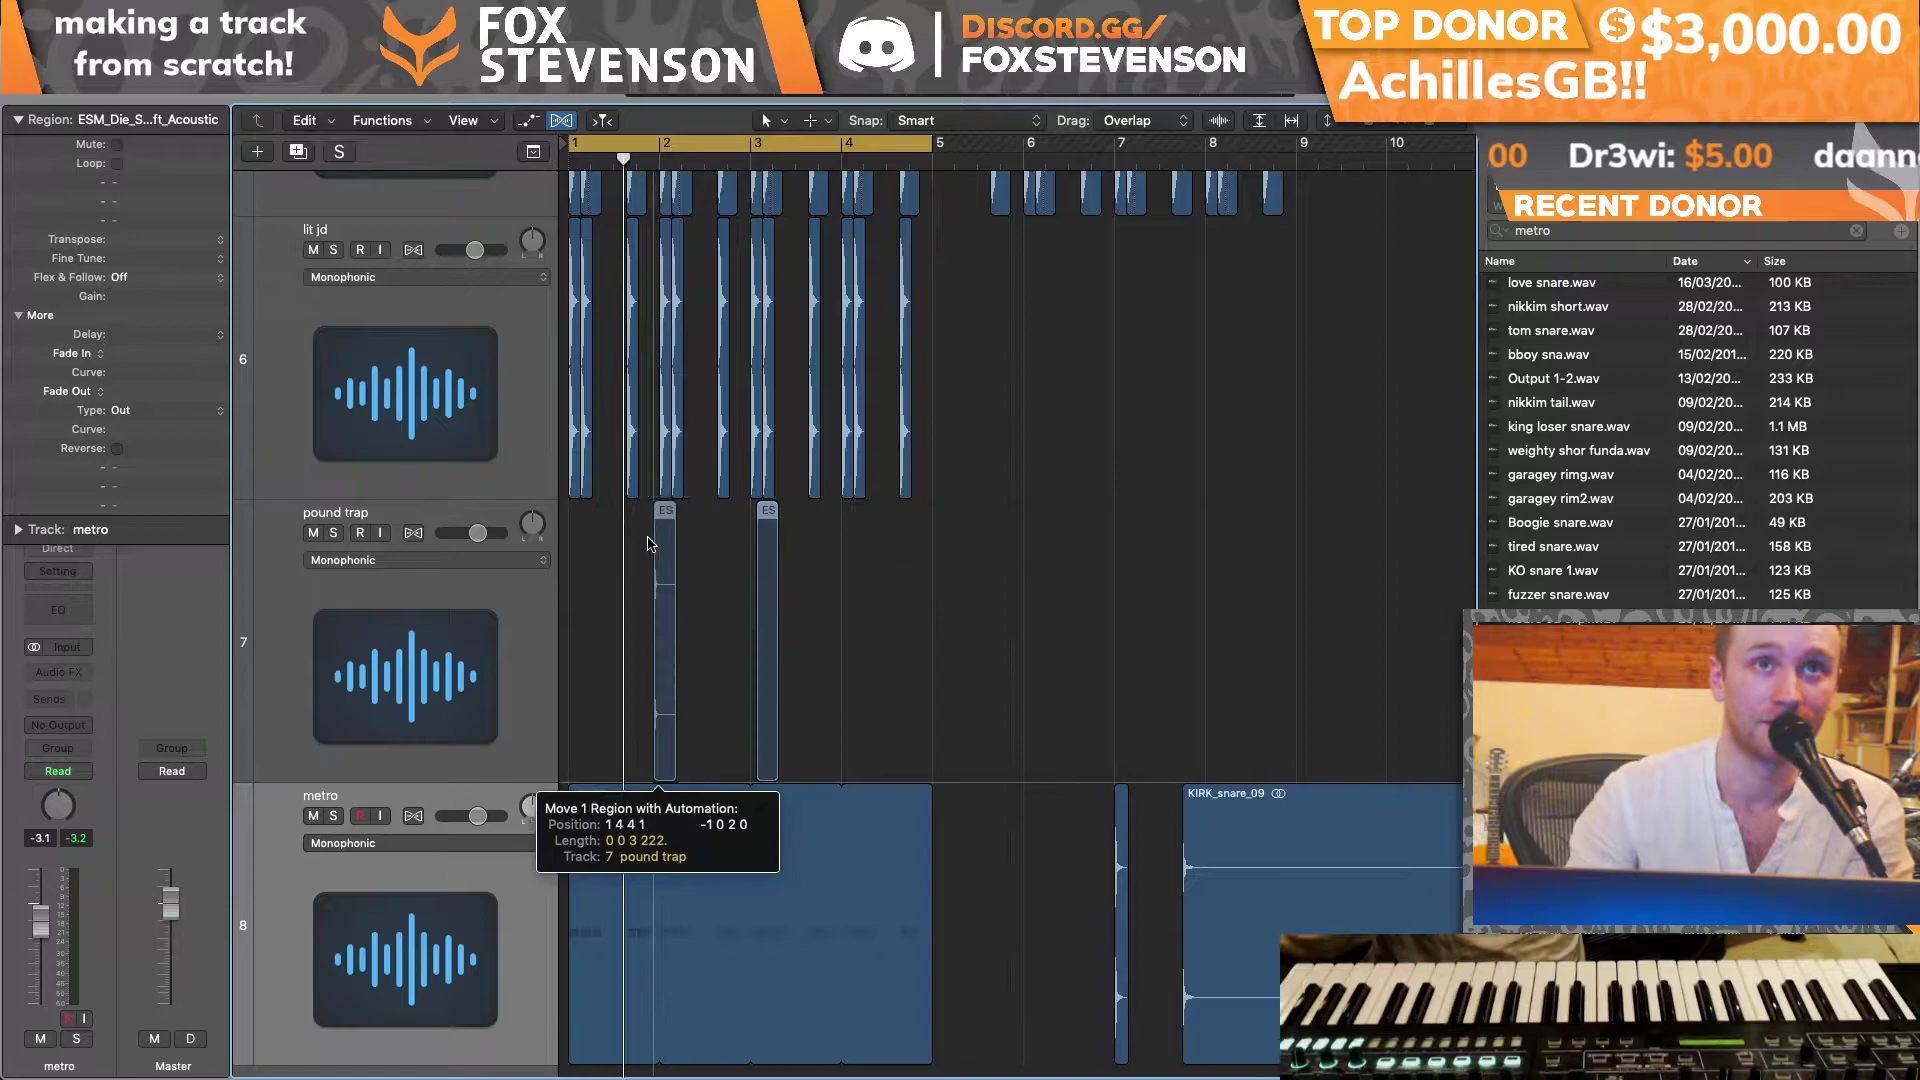 making a track
from scratch!
FOX
STEVENSON
DISCORD.GG/
FOXSTEVENSON
TOP DONOR
$ $3,000.00
AchillesGB!!
00 Dr3wi: $5.00 daann
RECENT DONOR
Region: ESM_Die_S...ft_Acoustic
Mute:
Loop:
Transpose:
Fine Tune:
Flex & Follow: Off
Gain:
More
Delay:
Fade In
Curve:
Fade Out
Type: Out
Curve:
Reverse:
Track: metro
Direct
Setting
EQ
Input
Audio FX
Sends
No Output
Group
Group
Read
Read
-3.1 -3.2
R I
M S
M D
metro
Master
Edit Functions View
Snap: Smart
Drag: Overlap
S
1 2 3 4 5 6 7 8 9 10
lit jd
M S R I
L R
Monophonic
6
pound trap
M S R I
L R
Monophonic
7
ES
ES
metro
M S R I
Monophonic
8
Move 1 Region with Automation:
Position: 1 4 4 1 -1 0 2 0
Length: 0 0 3 222.
Track: 7 pound trap
KIRK_snare_09
metro
Name Date Size
love snare.wav 16/03/20... 100 KB
nikkim short.wav 28/02/20... 213 KB
tom snare.wav 28/02/20... 107 KB
bboy sna.wav 15/02/201... 220 KB
Output 1-2.wav 13/02/20... 233 KB
nikkim tail.wav 09/02/20... 214 KB
king loser snare.wav 09/02/20... 1.1 MB
weighty shor funda.wav 09/02/20... 131 KB
garagey rimg.wav 04/02/20... 116 KB
garagey rim2.wav 04/02/20... 203 KB
Boogie snare.wav 27/01/201... 49 KB
tired snare.wav 27/01/201... 158 KB
KO snare 1.wav 27/01/201... 123 KB
fuzzer snare.wav 27/01/201... 125 KB